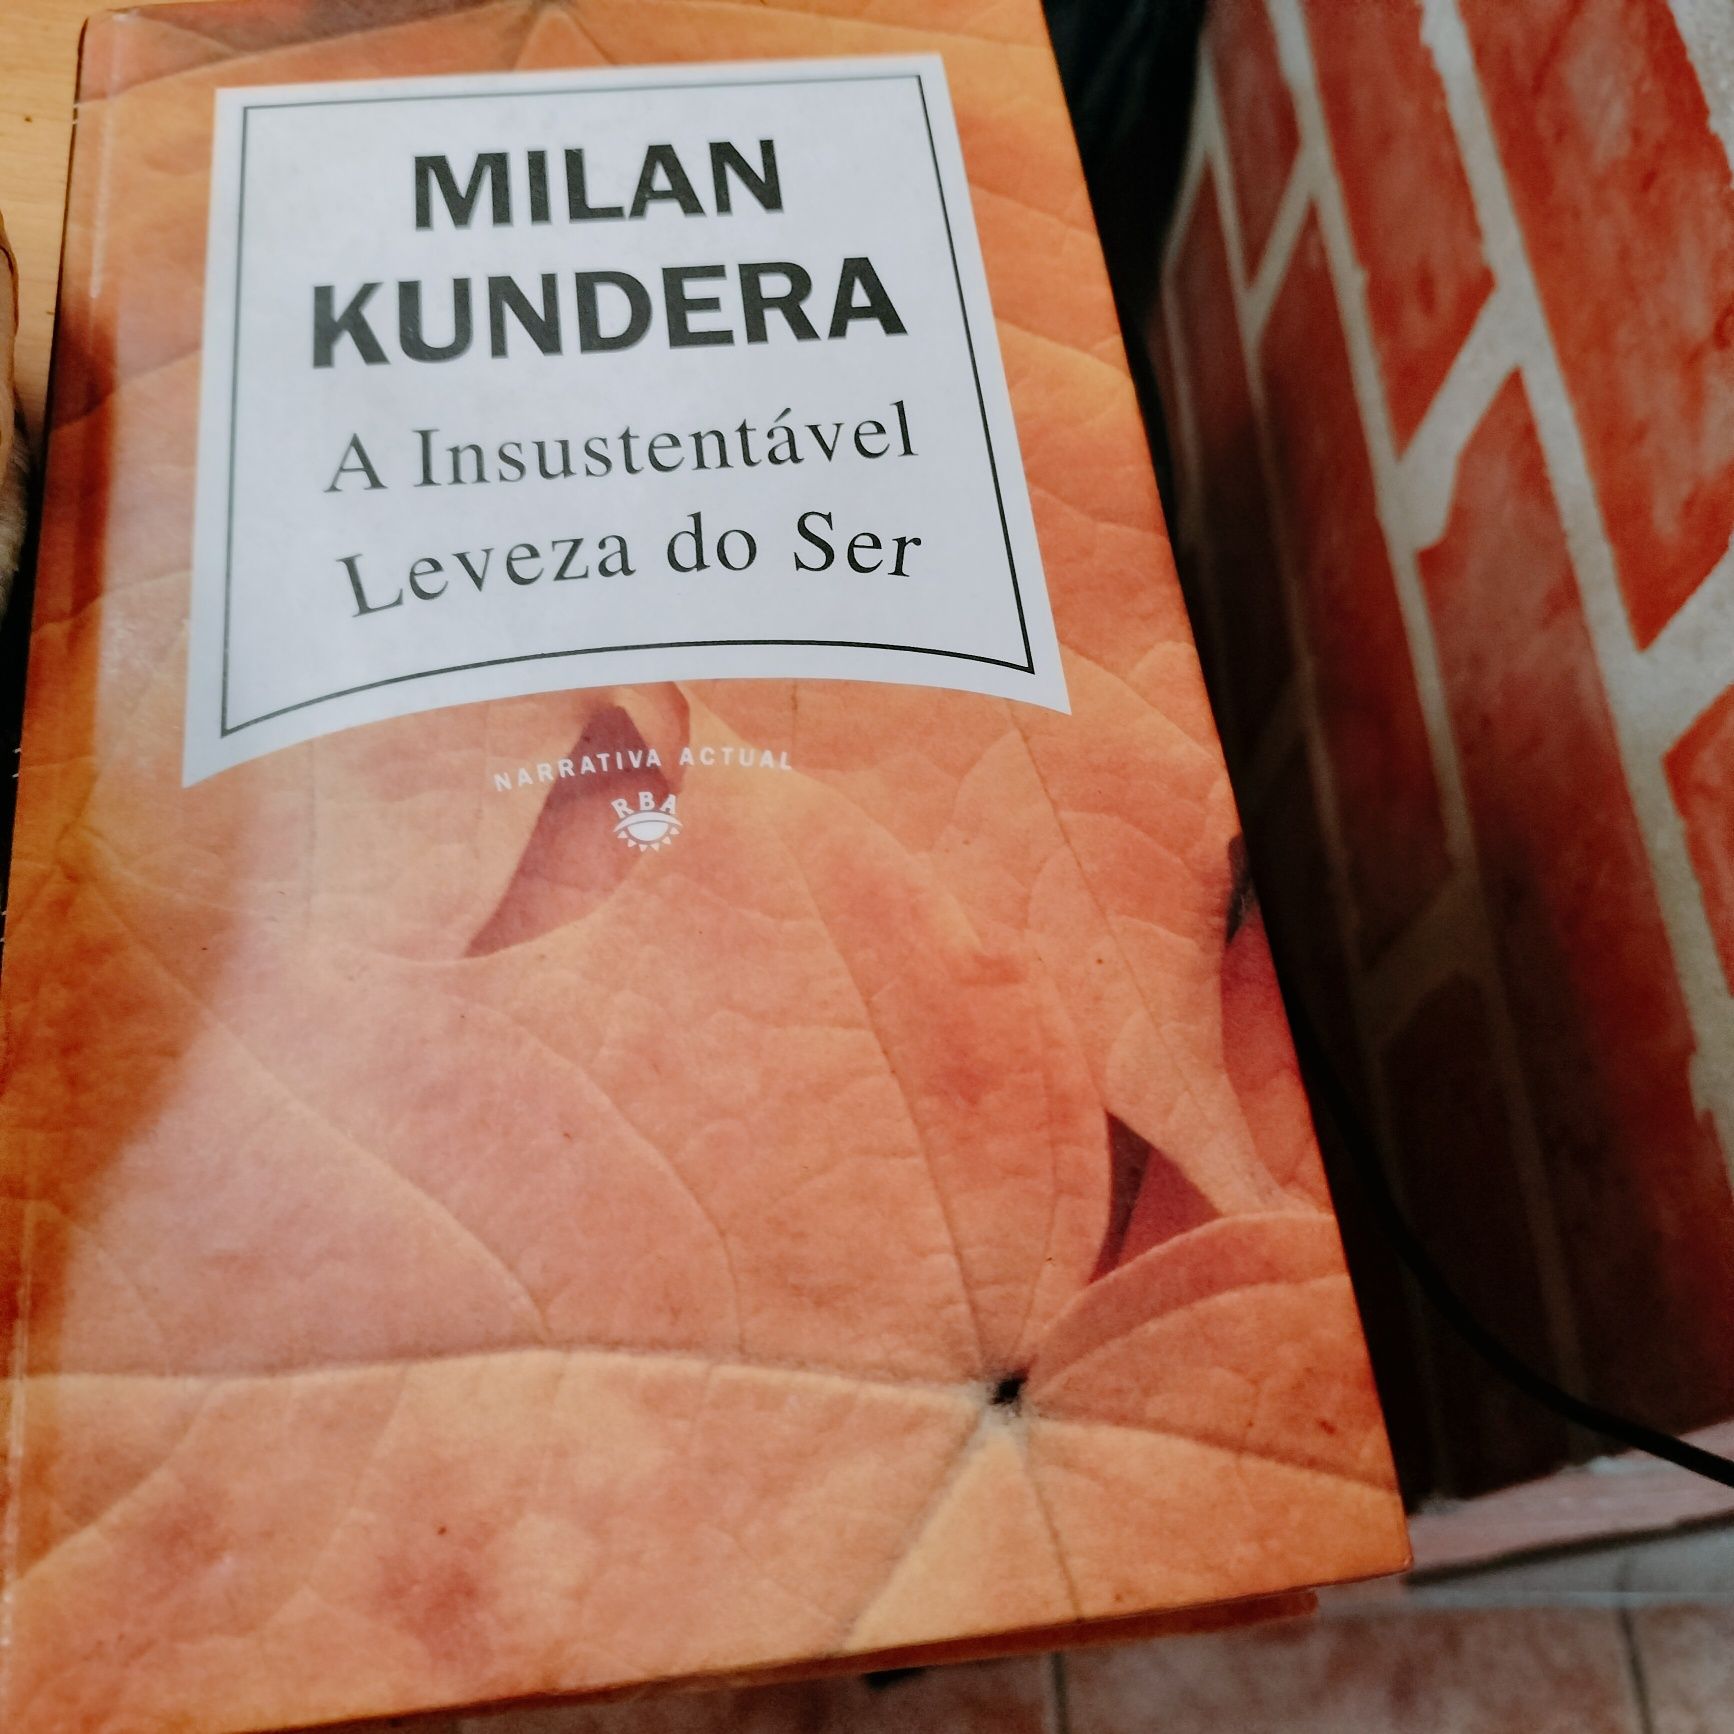 MILAN
KUNDERA
A Insustentável
Leveza do Ser
NARRATIVA ACTUAL
RBA